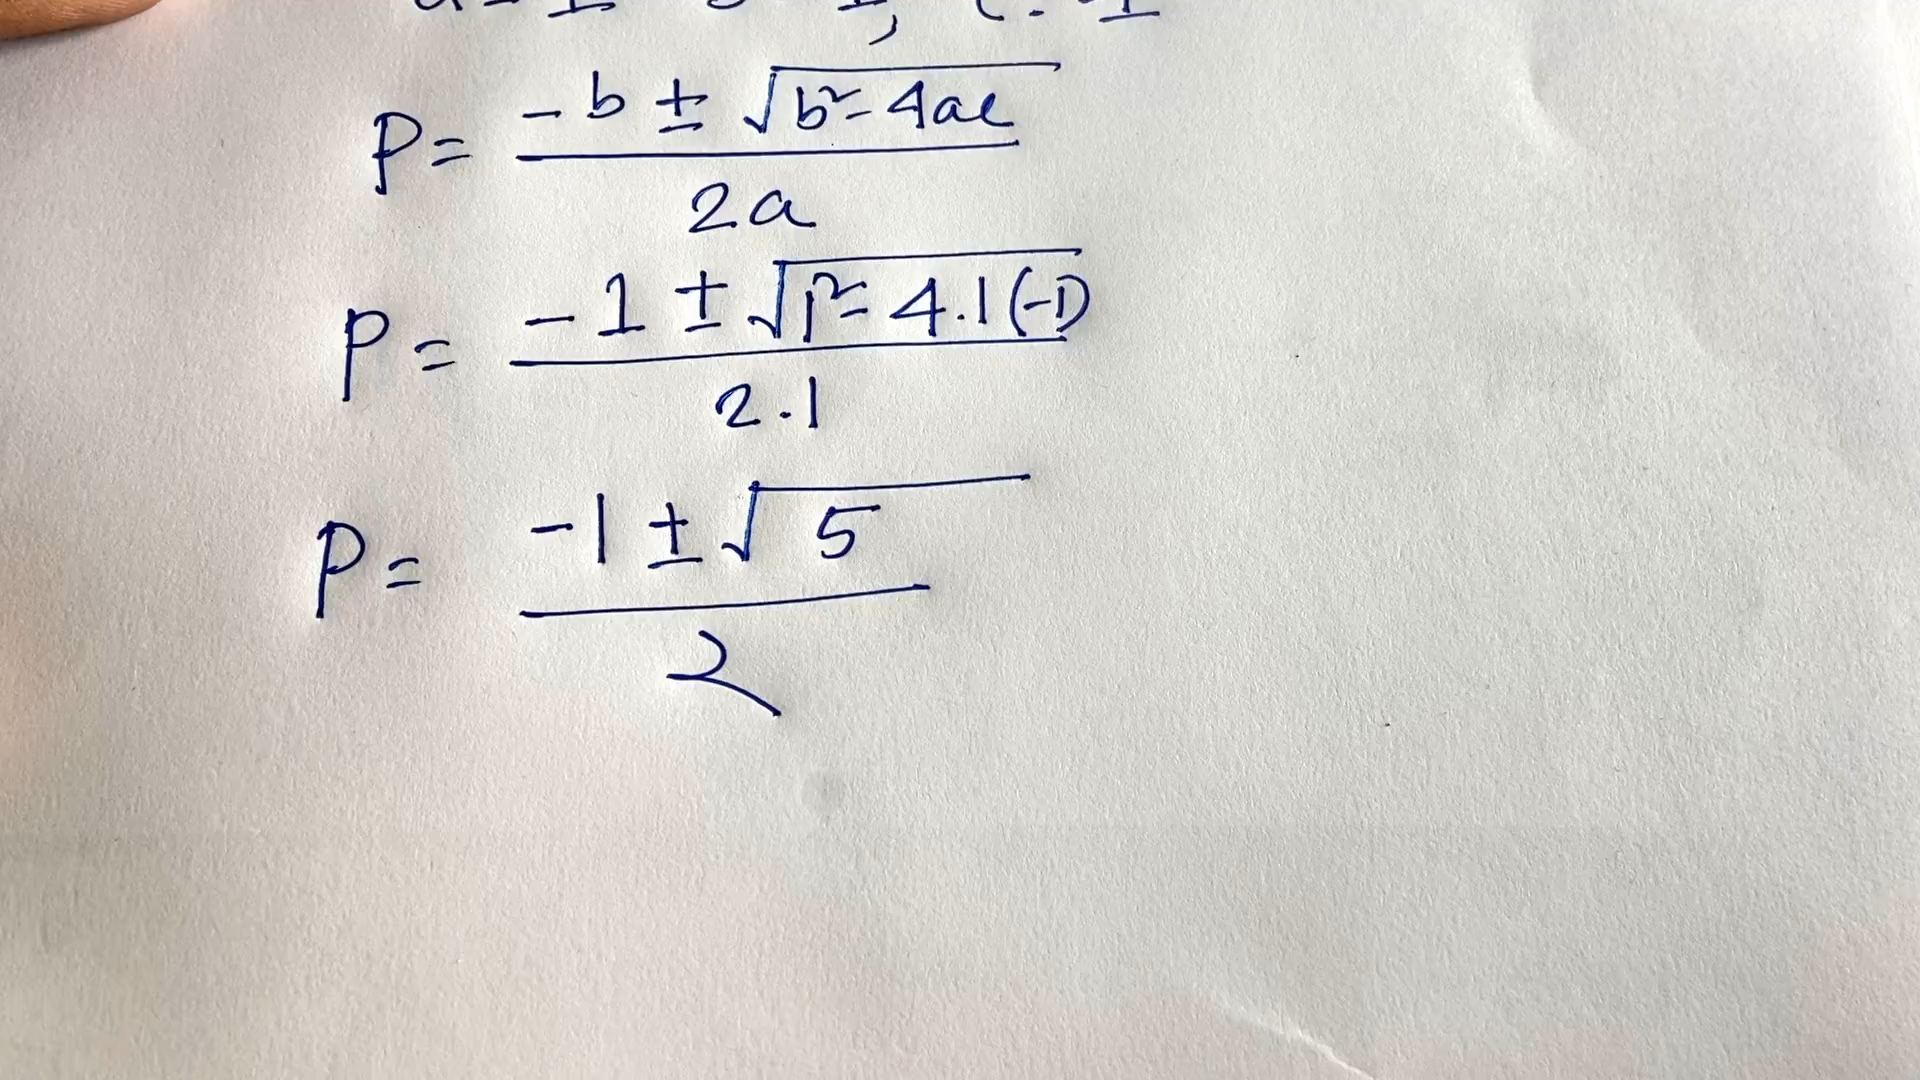 P = -b ± √b² - 4ac
2a
P = -1 ± √1² - 4.1(-1)
2.1
P = -1 ± √5
2